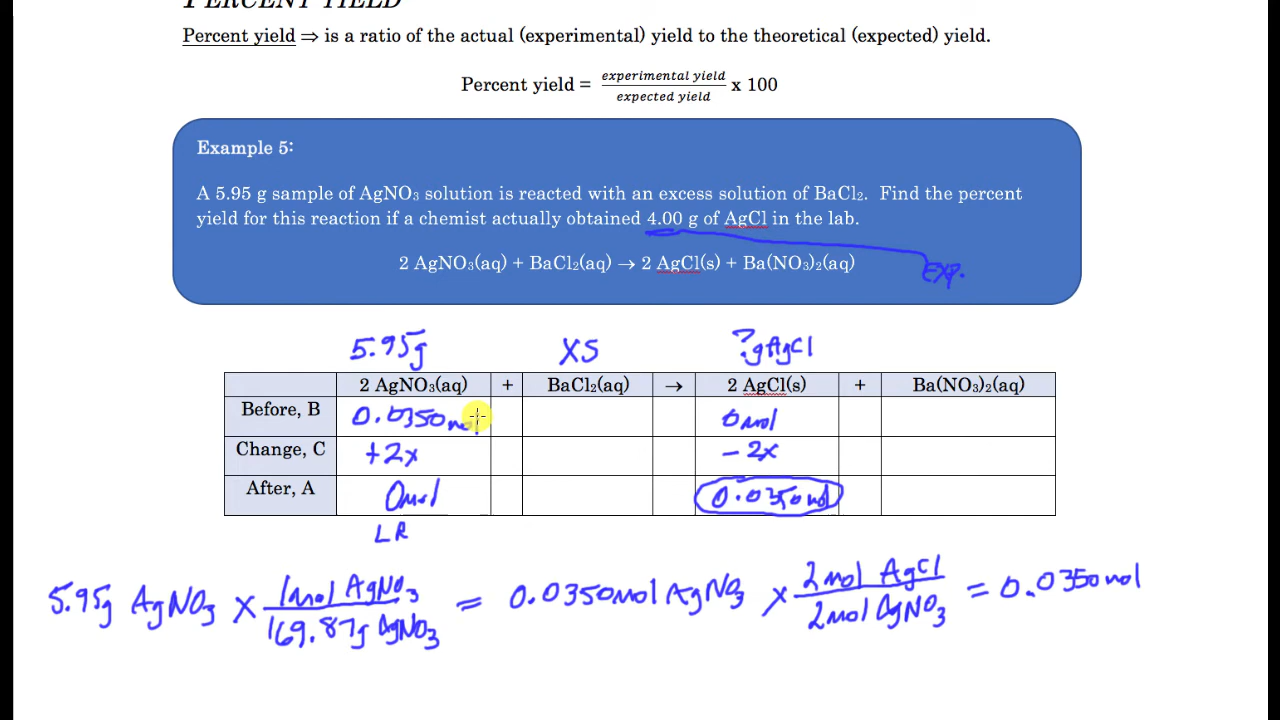 PERCENT YIELD
Percent yield ⇒ is a ratio of the actual (experimental) yield to the theoretical (expected) yield.
Percent yield = experimental yield / expected yield x 100
Example 5:
A 5.95 g sample of AgNO₃ solution is reacted with an excess solution of BaCl₂. Find the percent
yield for this reaction if a chemist actually obtained 4.00 g of AgCl in the lab.
2 AgNO₃(aq) + BaCl₂(aq) → 2 AgCl(s) + Ba(NO₃)₂(aq)
EXP.
5.95g XS ?gAgCl
2 AgNO₃(aq) + BaCl₂(aq) → 2 AgCl(s) + Ba(NO₃)₂(aq)
Before, B 0.0350mol 0mol
Change, C +2x -2x
After, A 0mol 0.0350mol
LR
5.95g AgNO₃ x 1mol AgNO₃ / 169.87g AgNO₃ = 0.0350mol AgNO₃ x 2mol AgCl / 2mol AgNO₃ = 0.0350mol